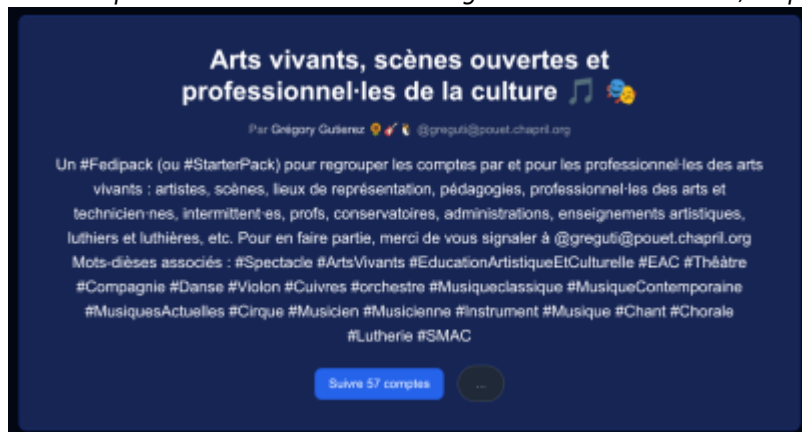 Arts vivants, scènes ouvertes et
professionnel·les de la culture 🎵 🎭
Par Grégory Gutierez 🌻🎸🐧 @greguti@pouet.chapril.org
Un #Fedipack (ou #StarterPack) pour regrouper les comptes par et pour les professionnel·les des arts
vivants : artistes, scènes, lieux de représentation, pédagogies, professionnel·les des arts et
technicien·nes, intermittent·es, profs, conservatoires, administrations, enseignements artistiques,
luthiers et luthières, etc. Pour en faire partie, merci de vous signaler à @greguti@pouet.chapril.org
Mots-dièses associés : #Spectacle #ArtsVivants #EducationArtistiqueEtCulturelle #EAC #Théâtre
#Compagnie #Danse #Violon #Cuivres #orchestre #Musiqueclassique #MusiqueContemporaine
#MusiquesActuelles #Cirque #Musicien #Musicienne #Instrument #Musique #Chant #Chorale
#Lutherie #SMAC
Suivre 57 comptes
...